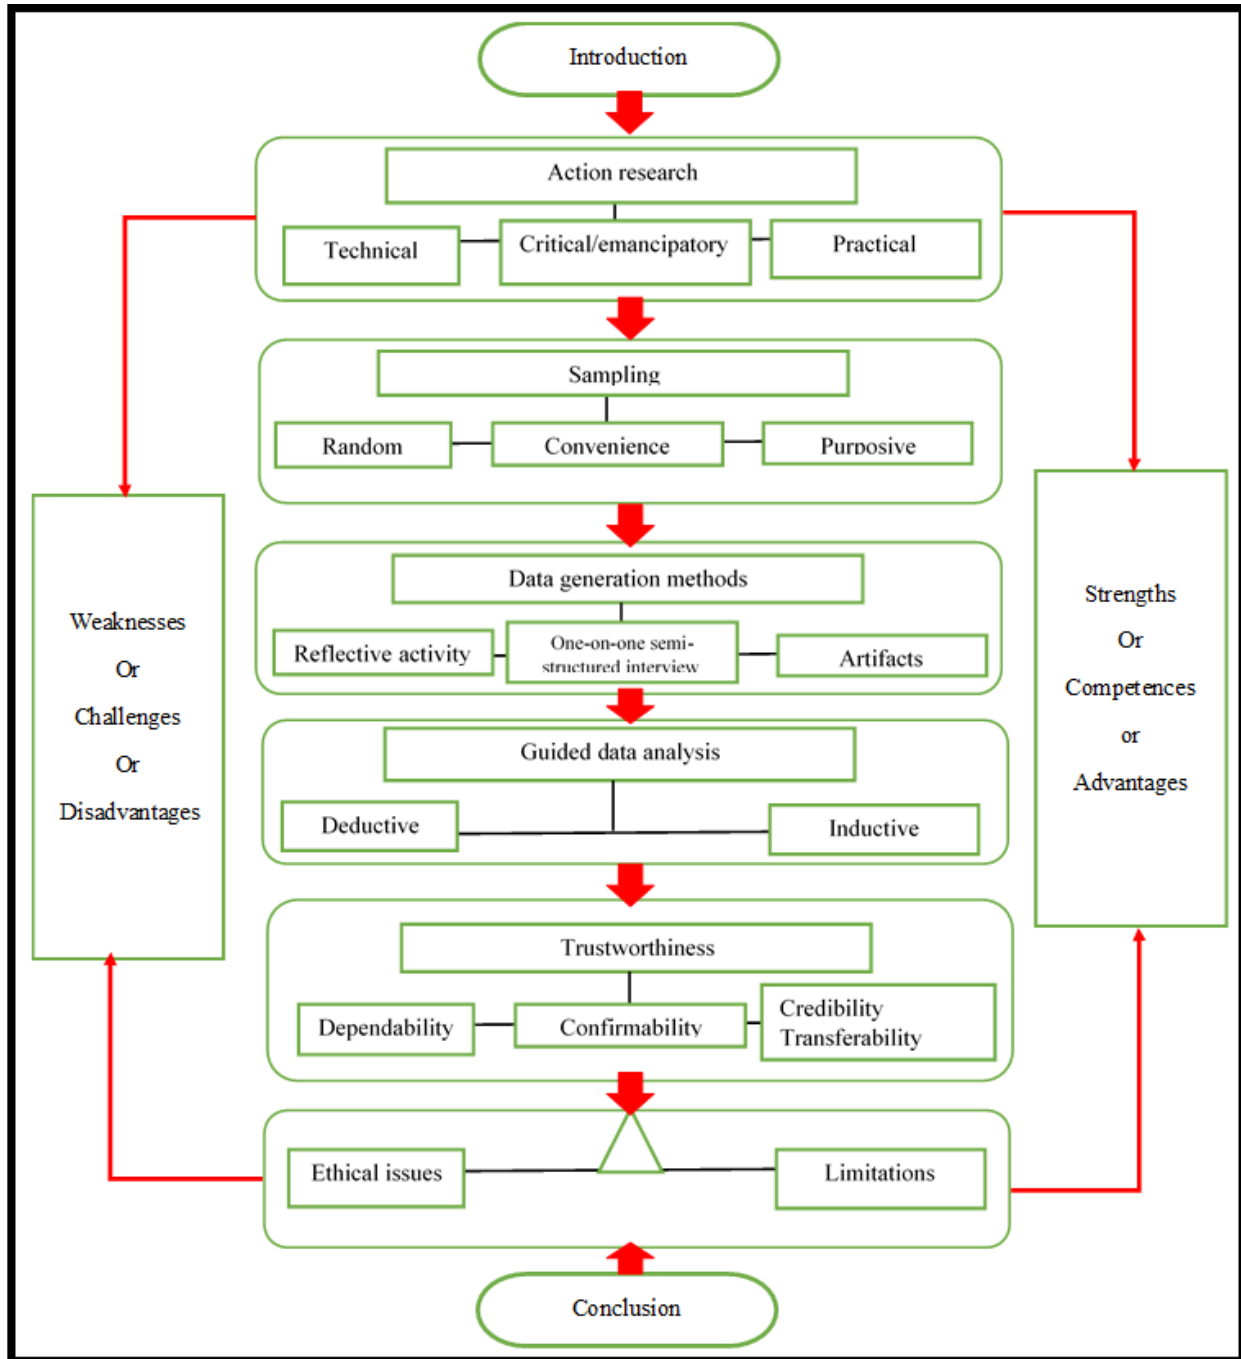 Introduction
Action research
Technical
Critical/emancipatory
Practical
Sampling
Random
Convenience
Purposive
Data generation methods
Reflective activity
One-on-one semi-
structured interview
Artifacts
Guided data analysis
Deductive
Inductive
Trustworthiness
Dependability
Confirmability
Credibility
Transferability
Ethical issues
Limitations
Conclusion
Weaknesses
Or
Challenges
Or
Disadvantages
Strengths
Or
Competences
or
Advantages